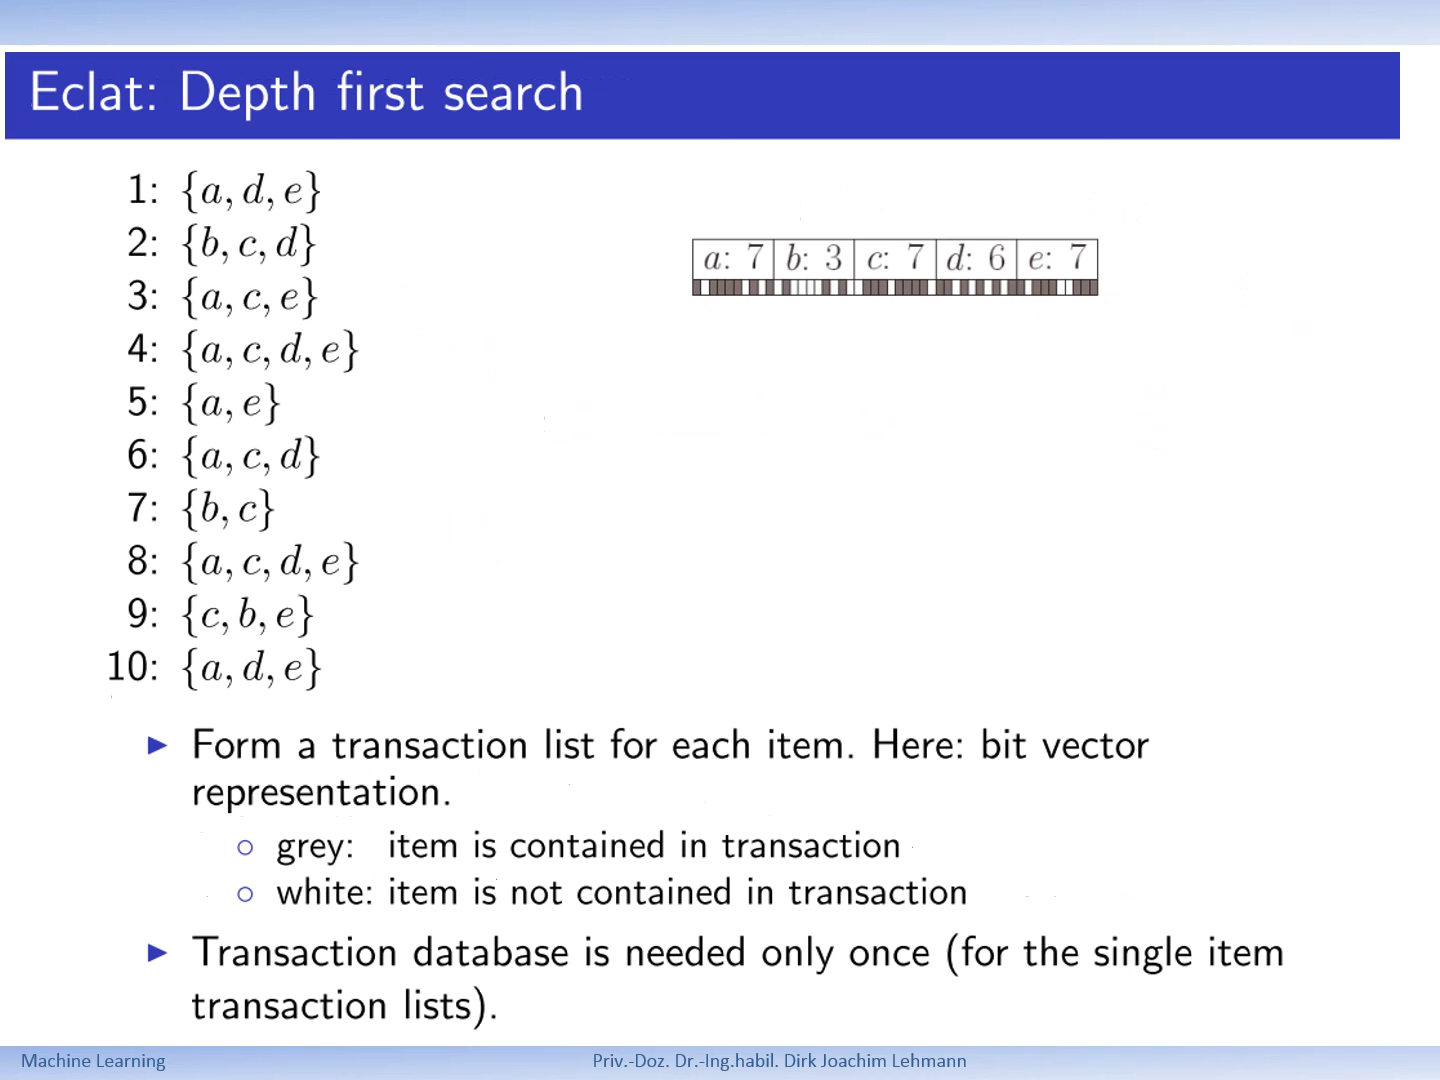 Eclat: Depth first search
1: {a, d, e}
2: {b, c, d}
3: {a, c, e}
4: {a, c, d, e}
5: {a, e}
6: {a, c, d}
7: {b, c}
8: {a, c, d, e}
9: {c, b, e}
10: {a, d, e}
a: 7 b: 3 c: 7 d: 6 e: 7
▶ Form a transaction list for each item. Here: bit vector
representation.
○ grey: item is contained in transaction
○ white: item is not contained in transaction
▶ Transaction database is needed only once (for the single item
transaction lists).
Machine Learning Priv.-Doz. Dr.-Ing.habil. Dirk Joachim Lehmann